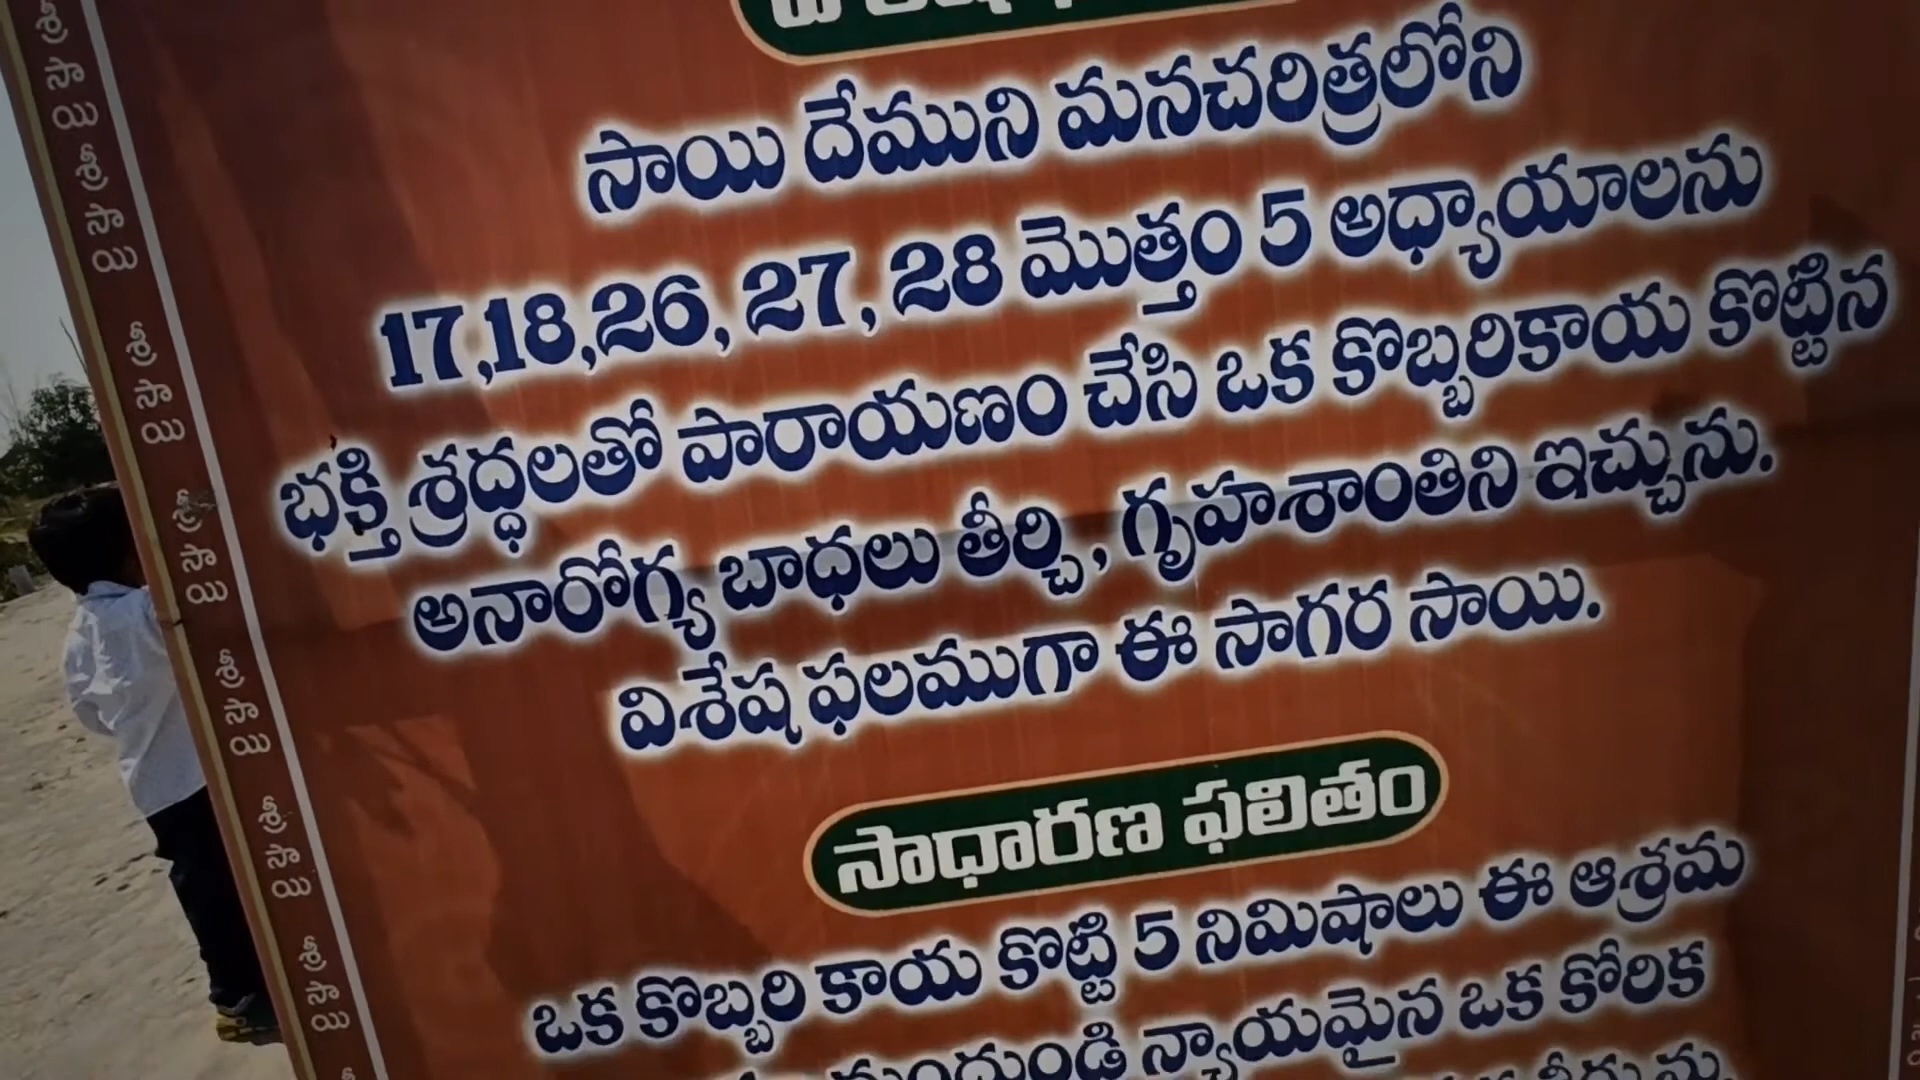 సాయి దేముని మనచరిత్రలోని
17,18,26, 27, 28 మొత్తం 5 అధ్యాయాలను
భక్తి శ్రద్ధలతో పారాయణం చేసి ఒక కొబ్బరికాయ కొట్టిన
అనారోగ్య బాధలు తీర్చి, గృహశాంతిని ఇచ్చును.
విశేష ఫలముగా ఈ సాగర సాయి.
సాధారణ ఫలితం
ఒక కొబ్బరి కాయ కొట్టి 5 నిమిషాలు ఈ ఆశ్రమ
న్యాయమైన ఒక కోరిక
శ్రీ సాయి
శ్రీ సాయి
శ్రీ సాయి
శ్రీ సాయి
శ్రీ సాయి
శ్రీ సాయి
శ్రీ సాయి